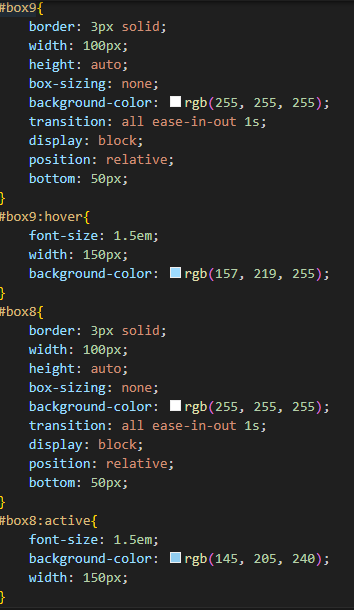 #box9{
    border: 3px solid;
    width: 100px;
    height: auto;
    box-sizing: none;
    background-color: rgb(255, 255, 255);
    transition: all ease-in-out 1s;
    display: block;
    position: relative;
    bottom: 50px;
}
#box9:hover{
    font-size: 1.5em;
    width: 150px;
    background-color: rgb(157, 219, 255);
}
#box8{
    border: 3px solid;
    width: 100px;
    height: auto;
    box-sizing: none;
    background-color: rgb(255, 255, 255);
    transition: all ease-in-out 1s;
    display: block;
    position: relative;
    bottom: 50px;
}
#box8:active{
    font-size: 1.5em;
    background-color: rgb(145, 205, 240);
    width: 150px;
}